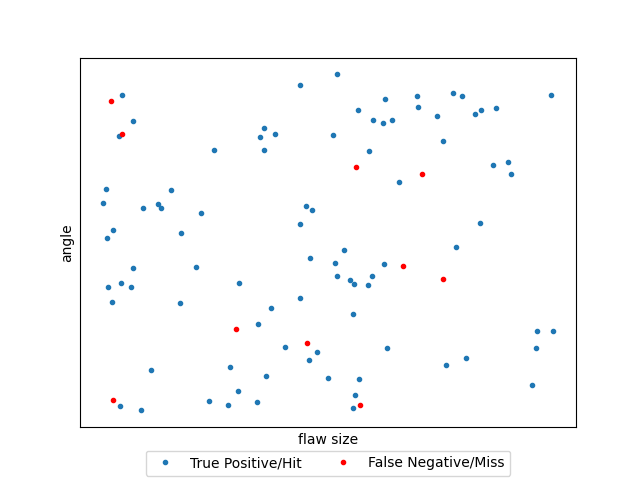 angle
flaw size
True Positive/Hit
False Negative/Miss